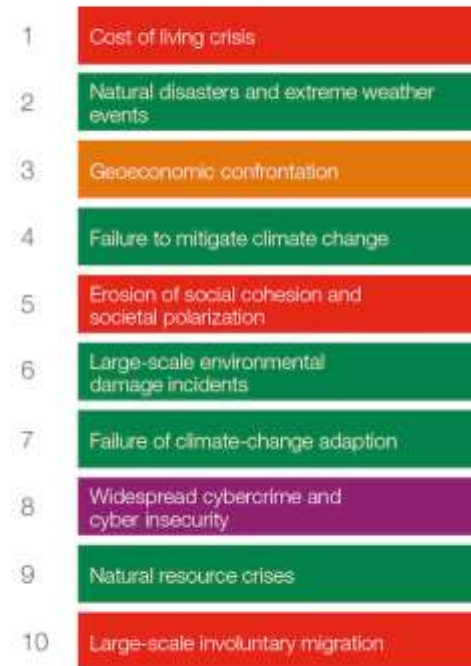 1
Cost of living crisis
2
Natural disasters and extreme weather
events
3
Geoeconomic confrontation
4
Failure to mitigate climate change
5
Erosion of social cohesion and
societal polarization
6
Large-scale environmental
damage incidents
7
Failure of climate-change adaption
8
Widespread cybercrime and
cyber insecurity
9
Natural resource crises
10
Large-scale involuntary migration